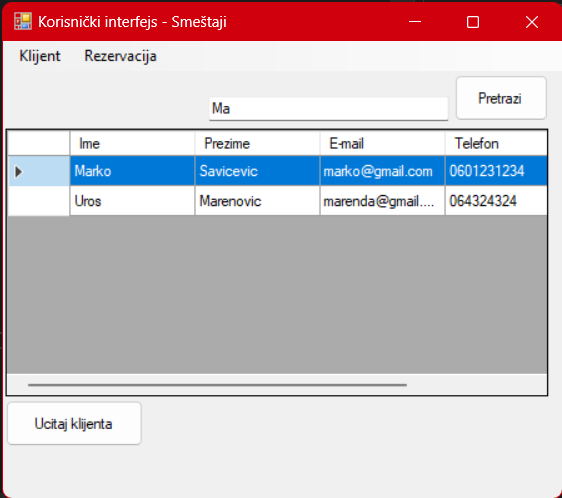 Korisnički interfejs - Smeštaji
Klijent Rezervacija
Ma Pretrazi
Ime Prezime E-mail Telefon
Marko Savicevic marko@gmail.com 0601231234
Uros Marenovic marenda@gmail.... 064324324
Ucitaj klijenta